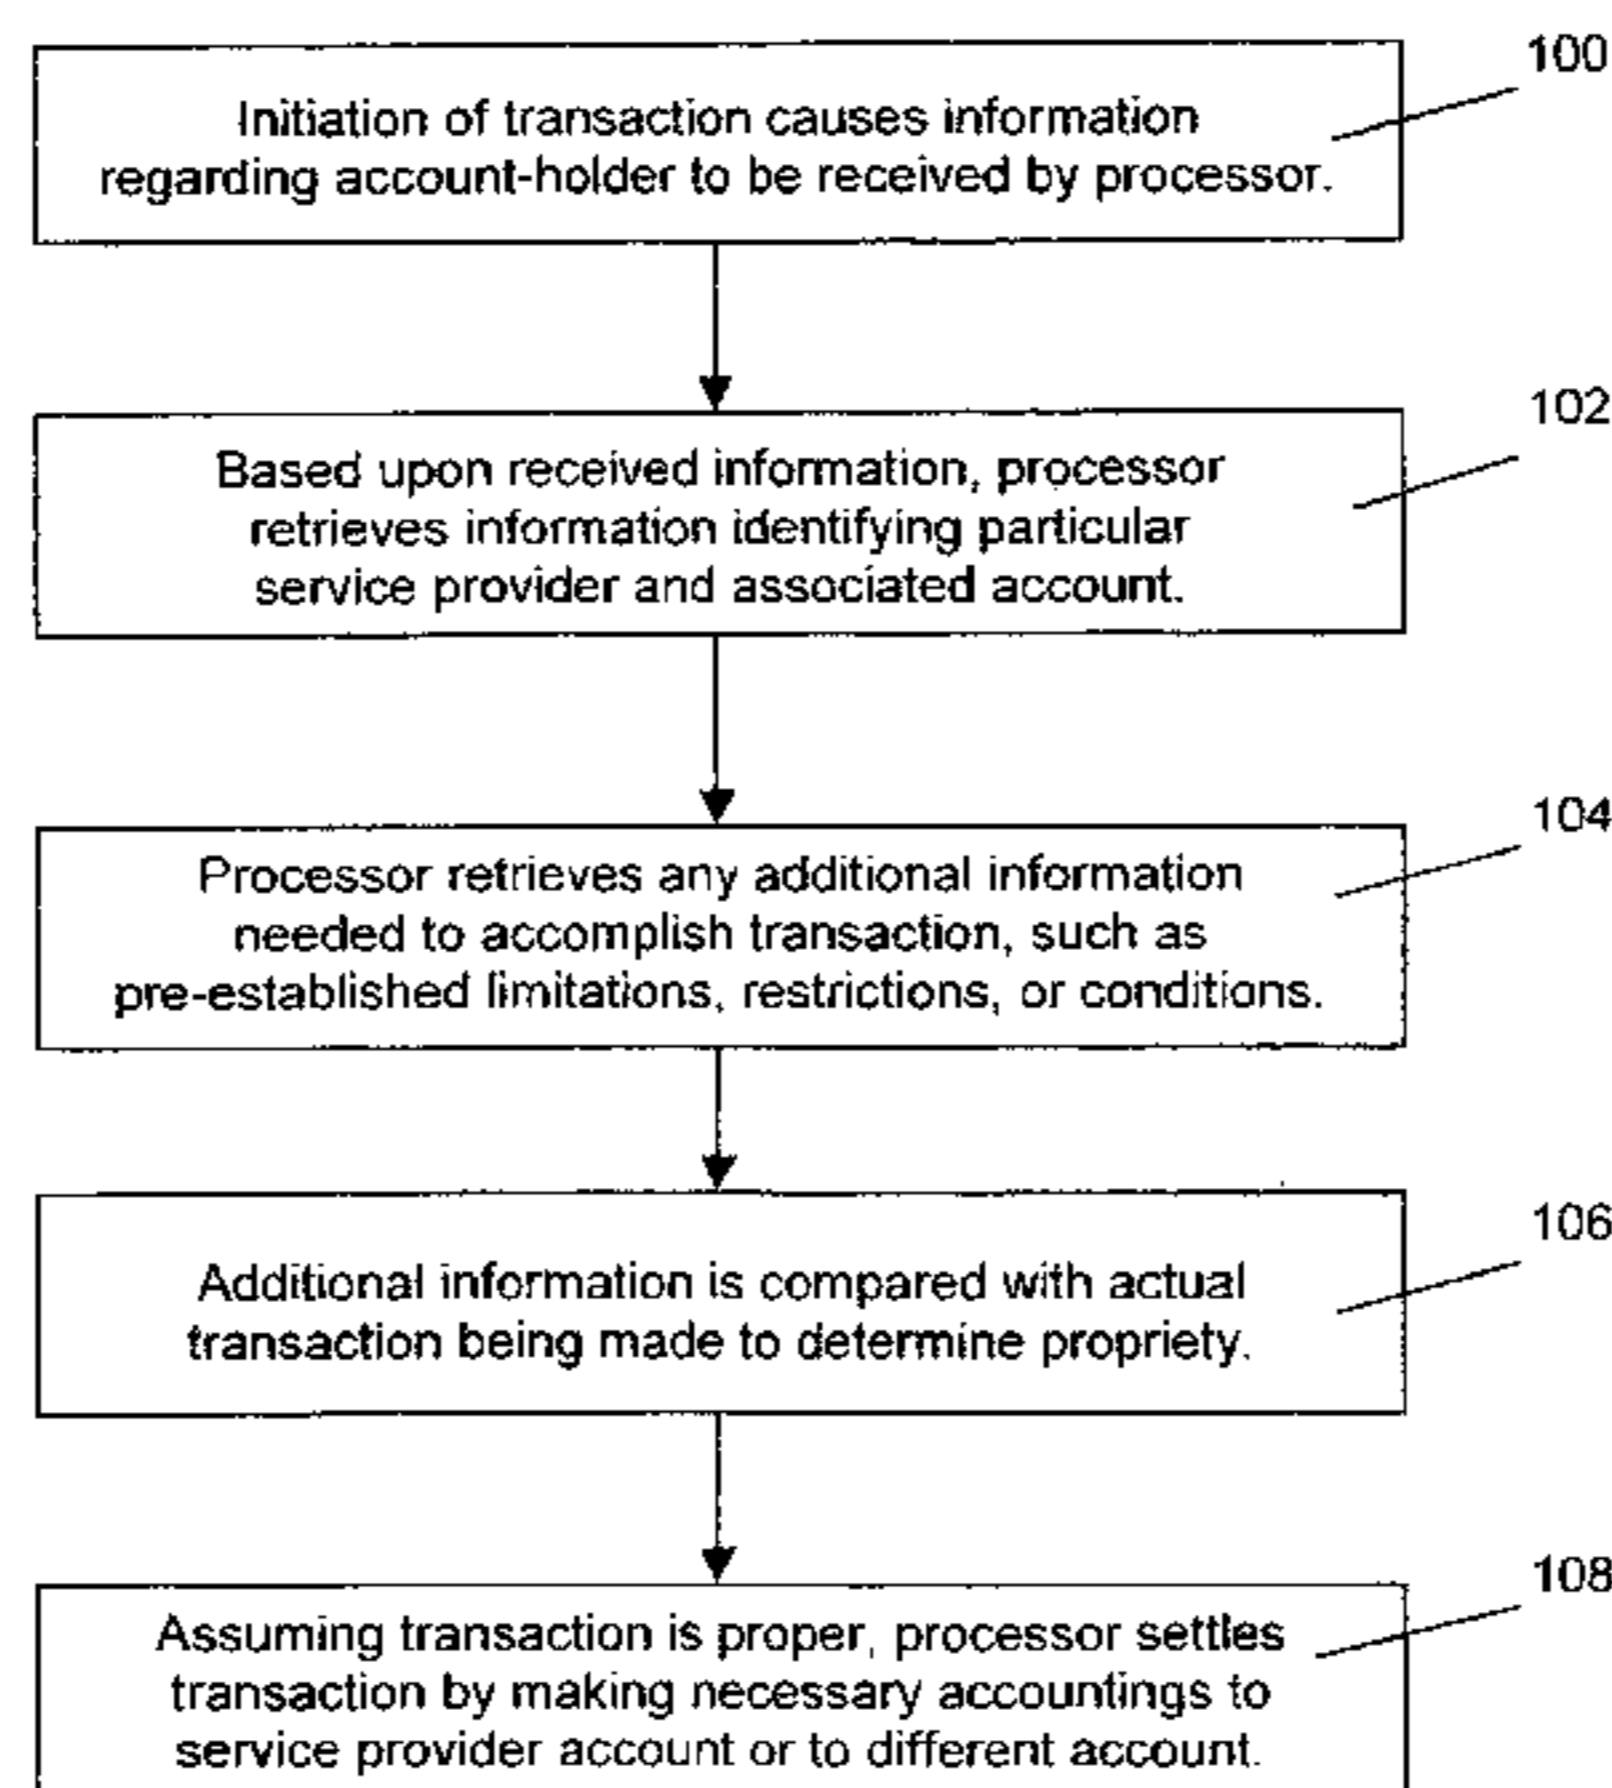 100
Initiation of transaction causes information
regarding account-holder to be received by processor.
102
Based upon received information, processor
retrieves information identifying particular
service provider and associated account.
104
Processor retrieves any additional information
needed to accomplish transaction, such as
pre-established limitations, restrictions, or conditions.
106
Additional information is compared with actual
transaction being made to determine propriety.
108
Assuming transaction is proper, processor settles
transaction by making necessary accountings to
service provider account or to different account.